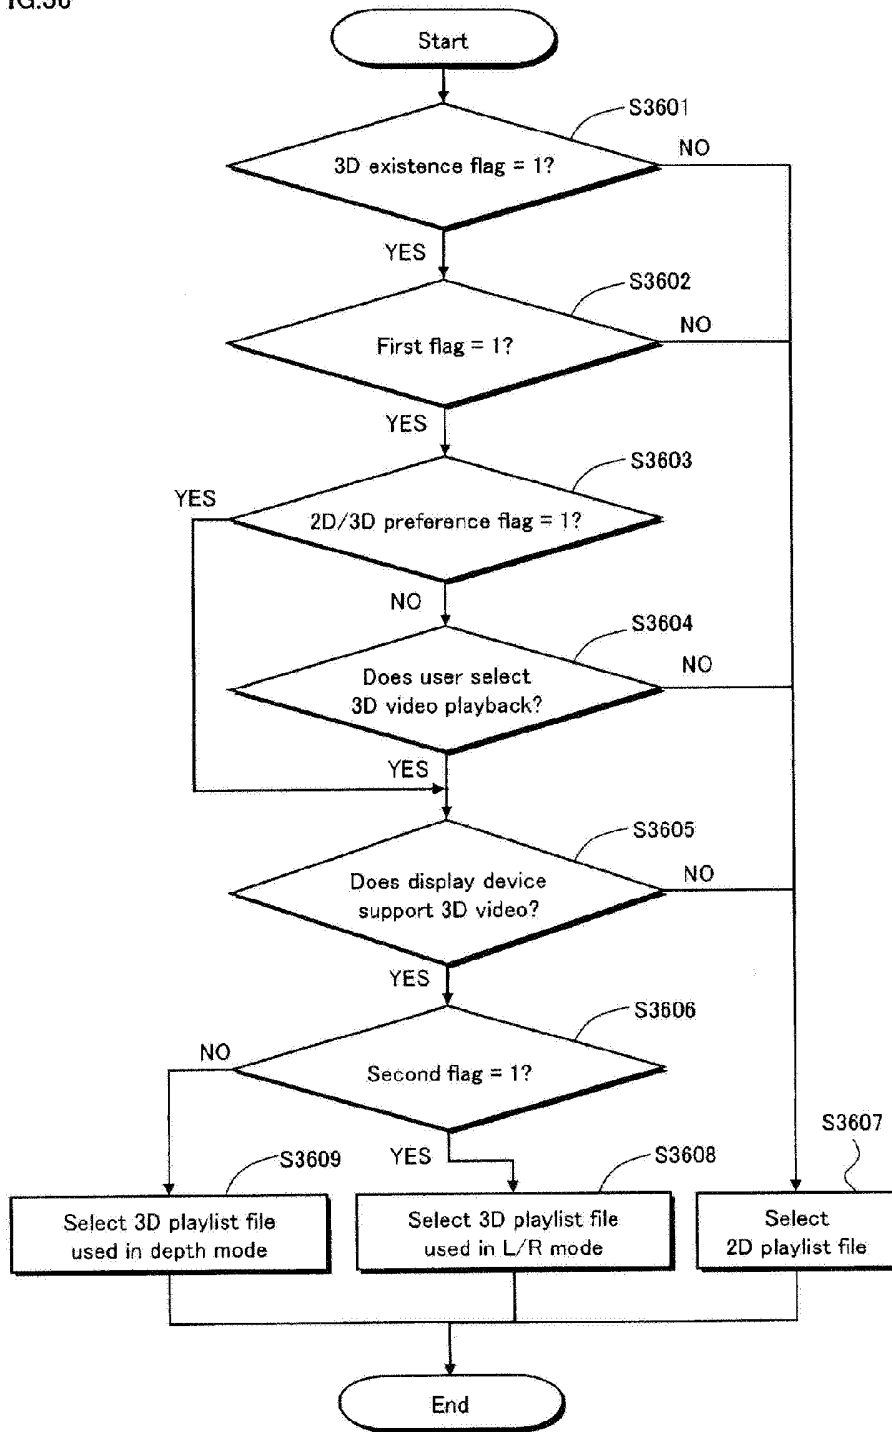 Start
S3601
3D existence flag = 1?
NO
YES
S3602
First flag = 1?
NO
YES
S3603
YES
2D/3D preference flag = 1?
NO
S3604
Does user select
3D video playback?
NO
YES
S3605
Does display device
support 3D video?
NO
YES
S3606
NO
Second flag = 1?
YES
S3609
S3608
S3607
Select 3D playlist file
used in depth mode
Select 3D playlist file
used in L/R mode
Select
2D playlist file
End